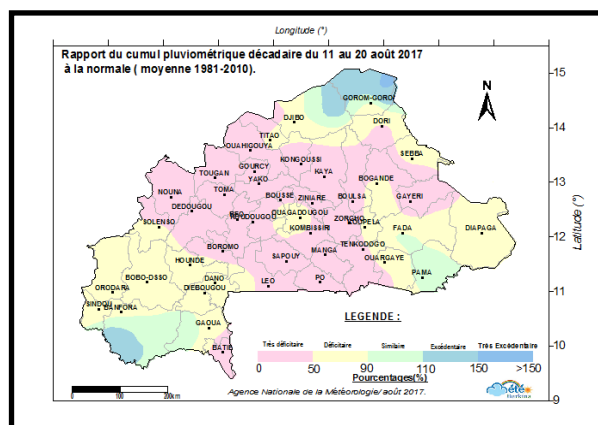 Longitude (°)
Rapport du cumul pluviométrique décadaire du 11 au 20 août 2017
à la normale ( moyenne 1981-2010).
N
15
GOROM-GOROM
DJIBO
DORI
14
TITAO
OUAHIGOUYA
SEBBA
KONGOUSSI
GOURCY
KAYA
TOUGAN
YAKO
BOGANDE
13
NOUNA
TOMA
BOUSSE
ZINIARE
BOULSA
GAYERI
DEDOUGOU
OUAGADOUGOU
ZORGHO
SOLENSO
KOUPELA
KOMBISSIRI
FADA
DIAPAGA
12
BOROMO
TENKODOGO
MANGA
HOUNDE
SAPOUY
OUARGAYE
BOBO-DSSO
DANO
PAMA
ORODARA
DIEBOUGOU
LEO
PO
11
SINDOU
BANFORA
GAOUA
LEGENDE :
BATIE
10
Très déficitaire
Déficitaire
Similaire
Excédentaire
Très Excédentaire
0 50 90 110 150 >150
Pourcentages(%)
0 100 200km
Agence Nationale de la Météorologie/ août 2017.
météo
Burkina
9
Latitude (°)